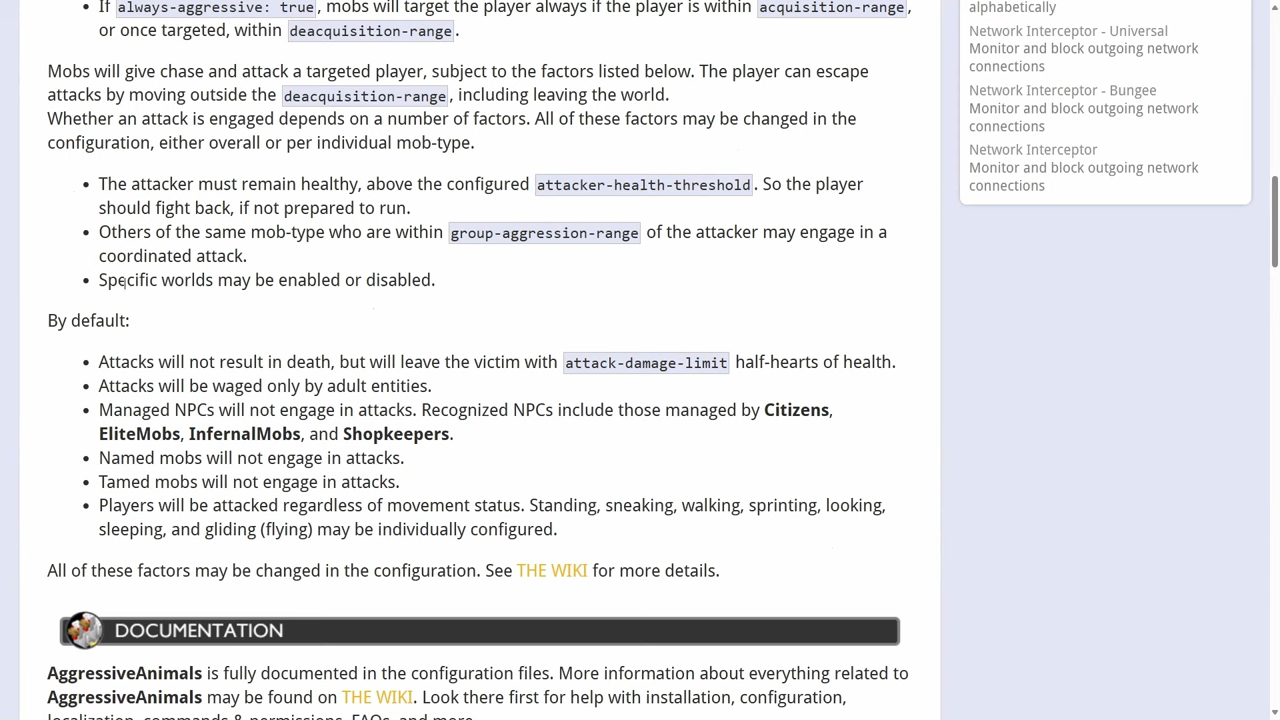 If always-aggressive: true, mobs will target the player always if the player is within acquisition-range,
or once targeted, within deacquisition-range.
Mobs will give chase and attack a targeted player, subject to the factors listed below. The player can escape
attacks by moving outside the deacquisition-range, including leaving the world.
Whether an attack is engaged depends on a number of factors. All of these factors may be changed in the
configuration, either overall or per individual mob-type.
The attacker must remain healthy, above the configured attacker-health-threshold. So the player
should fight back, if not prepared to run.
Others of the same mob-type who are within group-aggression-range of the attacker may engage in a
coordinated attack.
Specific worlds may be enabled or disabled.
By default:
Attacks will not result in death, but will leave the victim with attack-damage-limit half-hearts of health.
Attacks will be waged only by adult entities.
Managed NPCs will not engage in attacks. Recognized NPCs include those managed by Citizens,
EliteMobs, InfernalMobs, and Shopkeepers.
Named mobs will not engage in attacks.
Tamed mobs will not engage in attacks.
Players will be attacked regardless of movement status. Standing, sneaking, walking, sprinting, looking,
sleeping, and gliding (flying) may be individually configured.
All of these factors may be changed in the configuration. See THE WIKI for more details.
DOCUMENTATION
AggressiveAnimals is fully documented in the configuration files. More information about everything related to
AggressiveAnimals may be found on THE WIKI. Look there first for help with installation, configuration,
localization, commands & permissions, FAQs, and more.
alphabetically
Network Interceptor - Universal
Monitor and block outgoing network
connections
Network Interceptor - Bungee
Monitor and block outgoing network
connections
Network Interceptor
Monitor and block outgoing network
connections